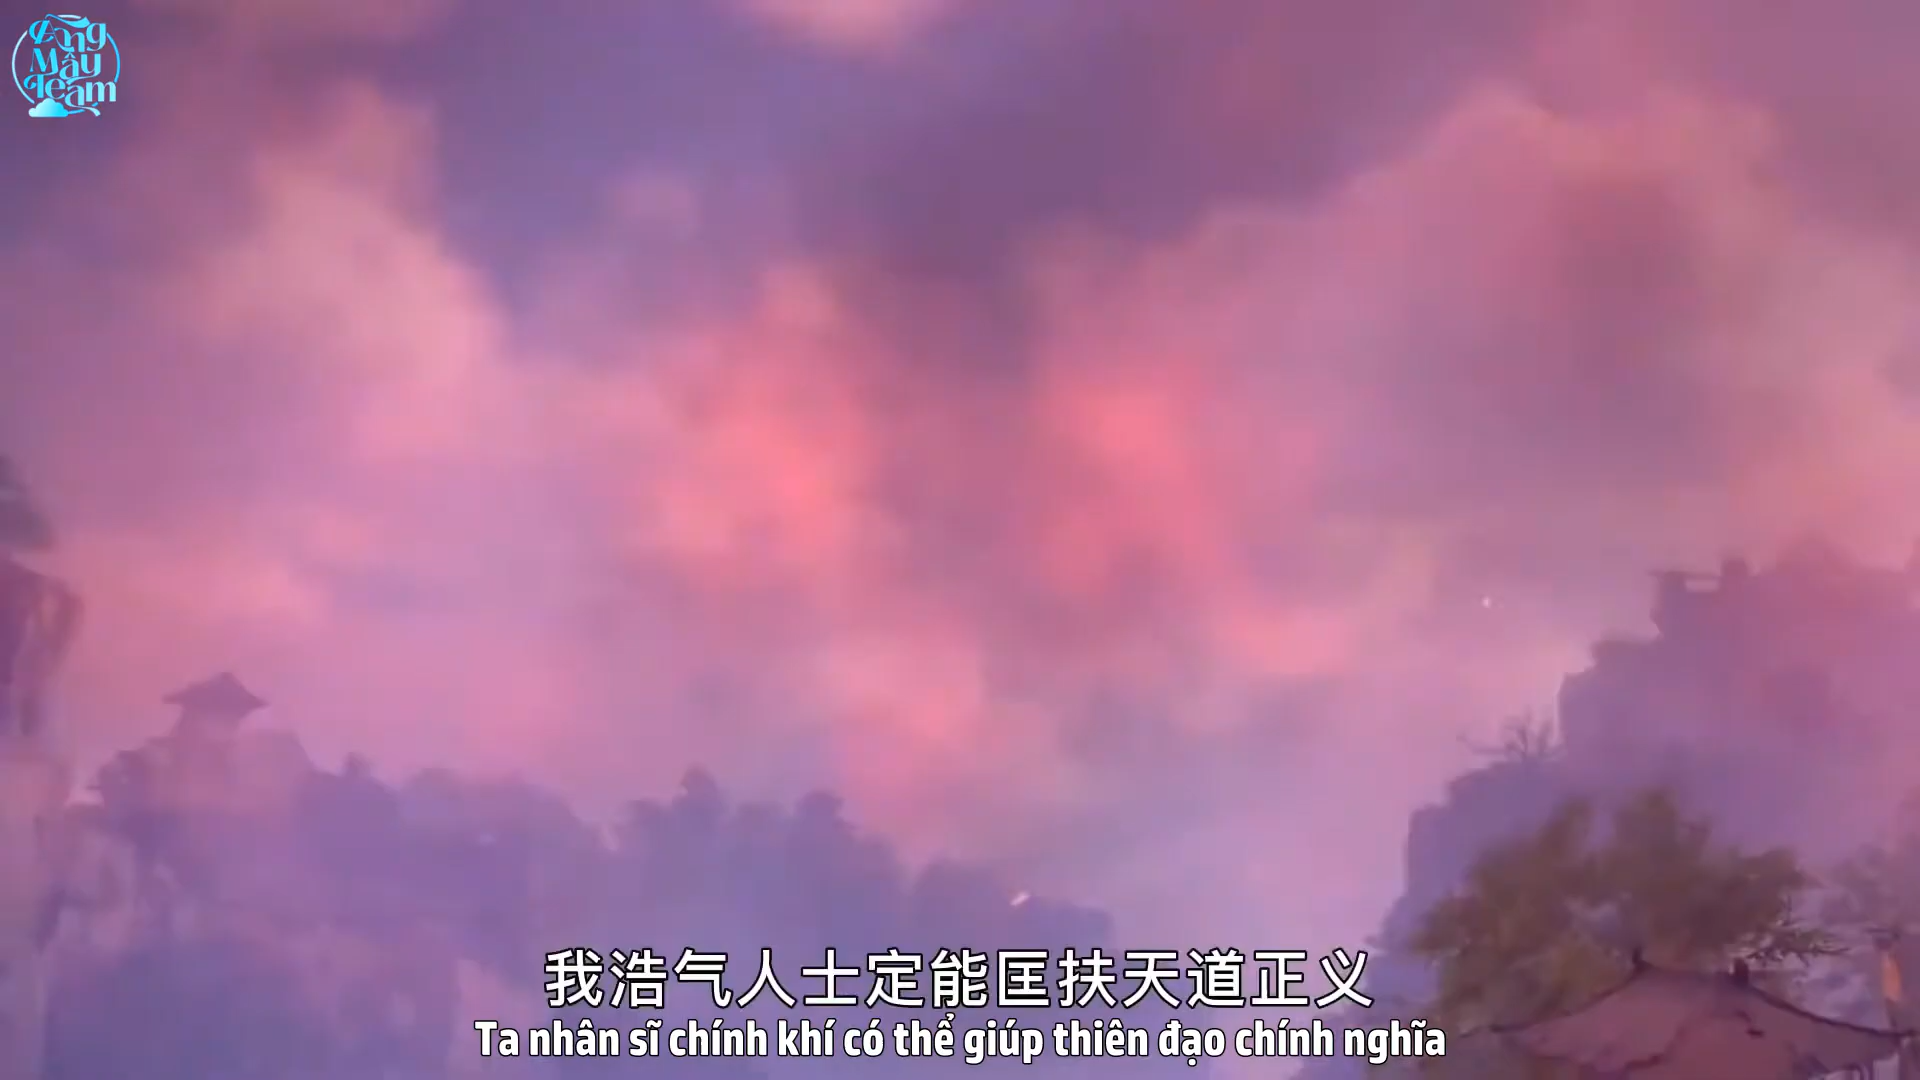 Áng
Mây
Team
我浩气人士定能匡扶天道正义
Ta nhân sĩ chính khí có thể giúp thiên đạo chính nghĩa